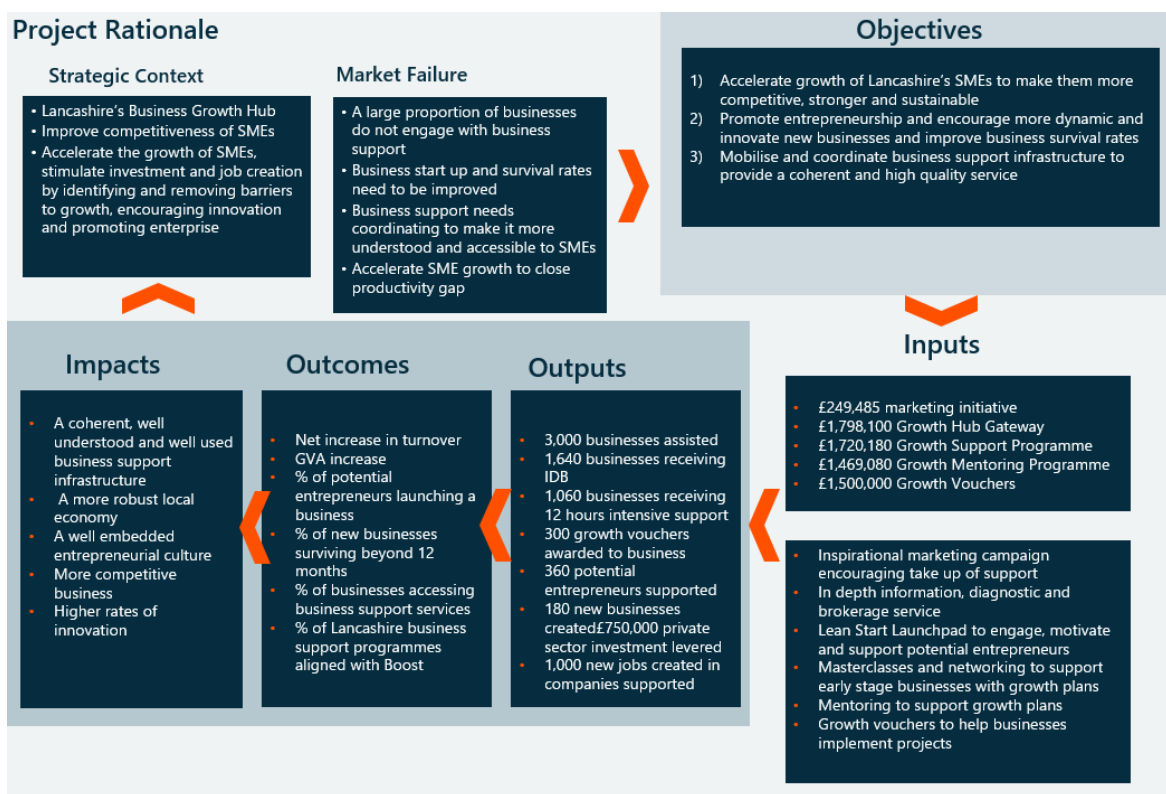 Project Rationale
Strategic Context
• Lancashire's Business Growth Hub
• Improve competitiveness of SMEs
• Accelerate the growth of SMEs,
stimulate investment and job creation
by identifying and removing barriers
to growth, encouraging innovation
and promoting enterprise
Market Failure
• A large proportion of businesses
do not engage with business
support
• Business start up and survival rates
need to be improved
• Business support needs
coordinating to make it more
understood and accessible to SMEs
• Accelerate SME growth to close
productivity gap
Objectives
1) Accelerate growth of Lancashire's SMEs to make them more
competitive, stronger and sustainable
2) Promote entrepreneurship and encourage more dynamic and
innovate new businesses and improve business survival rates
3) Mobilise and coordinate business support infrastructure to
provide a coherent and high quality service
Inputs
• £249,485 marketing initiative
• £1,798,100 Growth Hub Gateway
• £1,720,180 Growth Support Programme
• £1,469,080 Growth Mentoring Programme
• £1,500,000 Growth Vouchers
• Inspirational marketing campaign
encouraging take up of support
• In depth information, diagnostic and
brokerage service
• Lean Start Launchpad to engage, motivate
and support potential entrepreneurs
• Masterclasses and networking to support
early stage businesses with growth plans
• Mentoring to support growth plans
• Growth vouchers to help businesses
implement projects
Outputs
• 3,000 businesses assisted
• 1,640 businesses receiving
IDB
• 1,060 businesses receiving
12 hours intensive support
• 300 growth vouchers
awarded to business
• 360 potential
entrepreneurs supported
• 180 new businesses
created£750,000 private
sector investment levered
• 1,000 new jobs created in
companies supported
Outcomes
• Net increase in turnover
• GVA increase
• % of potential
entrepreneurs launching a
business
• % of new businesses
surviving beyond 12
months
• % of businesses accessing
business support services
• % of Lancashire business
support programmes
aligned with Boost
Impacts
• A coherent, well
understood and well used
business support
infrastructure
• A more robust local
economy
• A well embedded
entrepreneurial culture
• More competitive
business
• Higher rates of
innovation